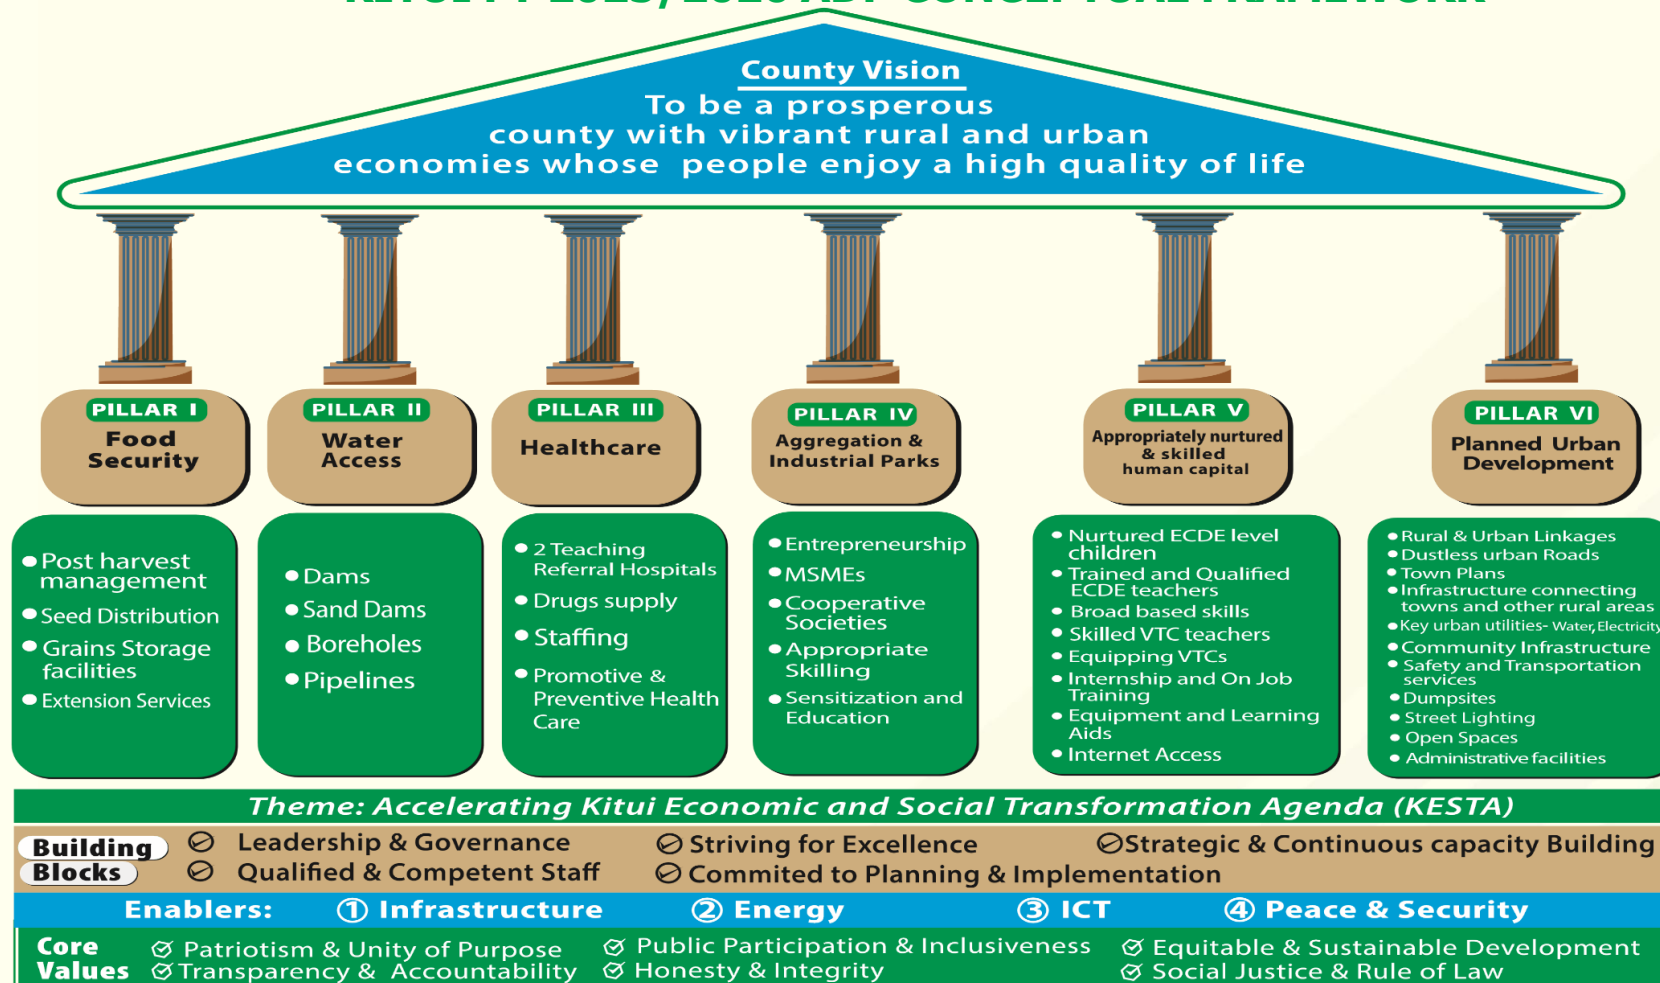 KITUI FY 2025/2026 ADP CONCEPTUAL FRAMEWORK
County Vision
To be a prosperous
county with vibrant rural and urban
economies whose people enjoy a high quality of life
PILLAR I
Food
Security
Post harvest
management
Seed Distribution
Grains Storage
facilities
Extension Services
PILLAR II
Water
Access
Dams
Sand Dams
Boreholes
Pipelines
PILLAR III
Healthcare
2 Teaching
Referral Hospitals
Drugs supply
Staffing
Promotive &
Preventive Health
Care
PILLAR IV
Aggregation &
Industrial Parks
Entrepreneurship
MSMEs
Cooperative
Societies
Appropriate
Skilling
Sensitization and
Education
PILLAR V
Appropriately nurtured
& skilled
human capital
Nurtured ECDE level
children
Trained and Qualified
ECDE teachers
Broad based skills
Skilled VTC teachers
Equipping VTCs
Internship and On Job
Training
Equipment and Learning
Aids
Internet Access
PILLAR VI
Planned Urban
Development
Rural & Urban Linkages
Dustless urban Roads
Town Plans
Infrastructure connecting
towns and other rural areas
Key urban utilities- Water, Electricity
Community Infrastructure
Safety and Transportation
services
Dumpsites
Street Lighting
Open Spaces
Administrative facilities
Theme: Accelerating Kitui Economic and Social Transformation Agenda (KESTA)
Building
Blocks
Leadership & Governance
Striving for Excellence
Strategic & Continuous capacity Building
Qualified & Competent Staff
Commited to Planning & Implementation
Enablers: 1 Infrastructure 2 Energy 3 ICT 4 Peace & Security
Core
Values
Patriotism & Unity of Purpose
Public Participation & Inclusiveness
Equitable & Sustainable Development
Transparency & Accountability
Honesty & Integrity
Social Justice & Rule of Law